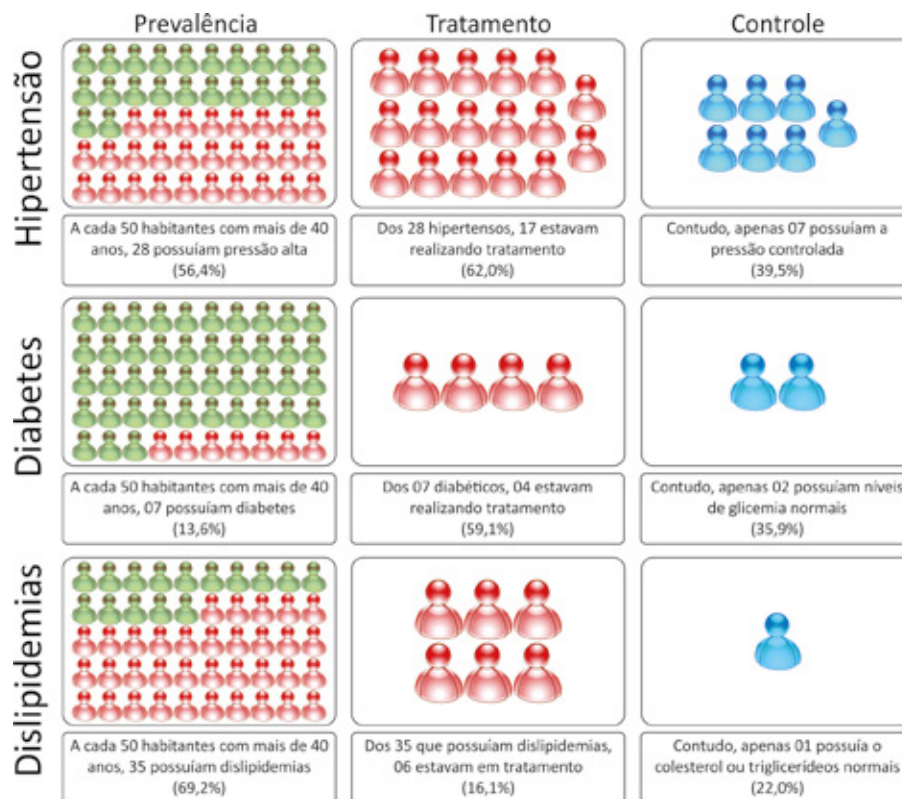 Prevalência
Tratamento
Controle
Hipertensão
A cada 50 habitantes com mais de 40
anos, 28 possuíam pressão alta
(56,4%)
Dos 28 hipertensos, 17 estavam
realizando tratamento
(62,0%)
Contudo, apenas 07 possuíam a
pressão controlada
(39,5%)
Diabetes
A cada 50 habitantes com mais de 40
anos, 07 possuíam diabetes
(13,6%)
Dos 07 diabéticos, 04 estavam
realizando tratamento
(59,1%)
Contudo, apenas 02 possuíam níveis
de glicemia normais
(35,9%)
Dislipidemias
A cada 50 habitantes com mais de 40
anos, 35 possuíam dislipidemias
(69,2%)
Dos 35 que possuíam dislipidemias,
06 estavam em tratamento
(16,1%)
Contudo, apenas 01 possuía o
colesterol ou triglicerídeos normais
(22,0%)